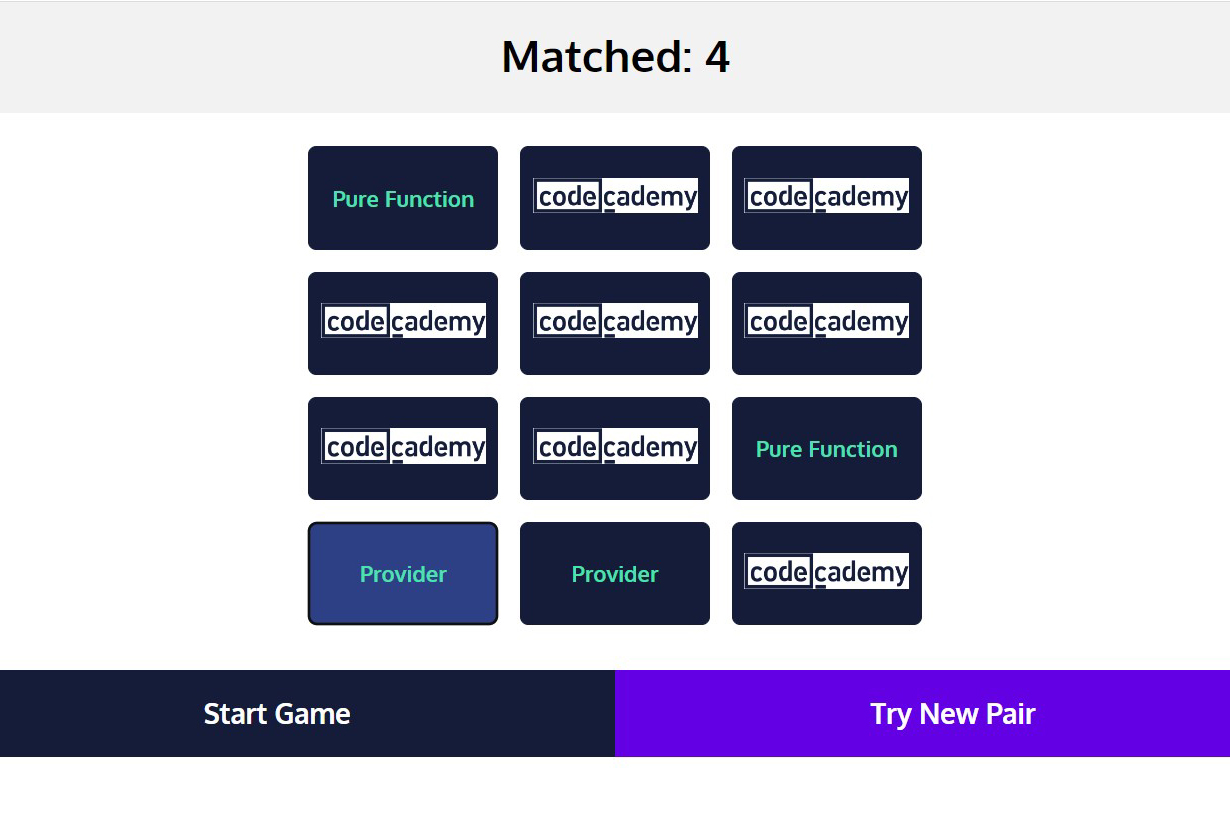 Matched: 4
Pure Function codecademy codecademy
codecademy codecademy codecademy
codecademy codecademy Pure Function
Provider Provider codecademy
Start Game Try New Pair